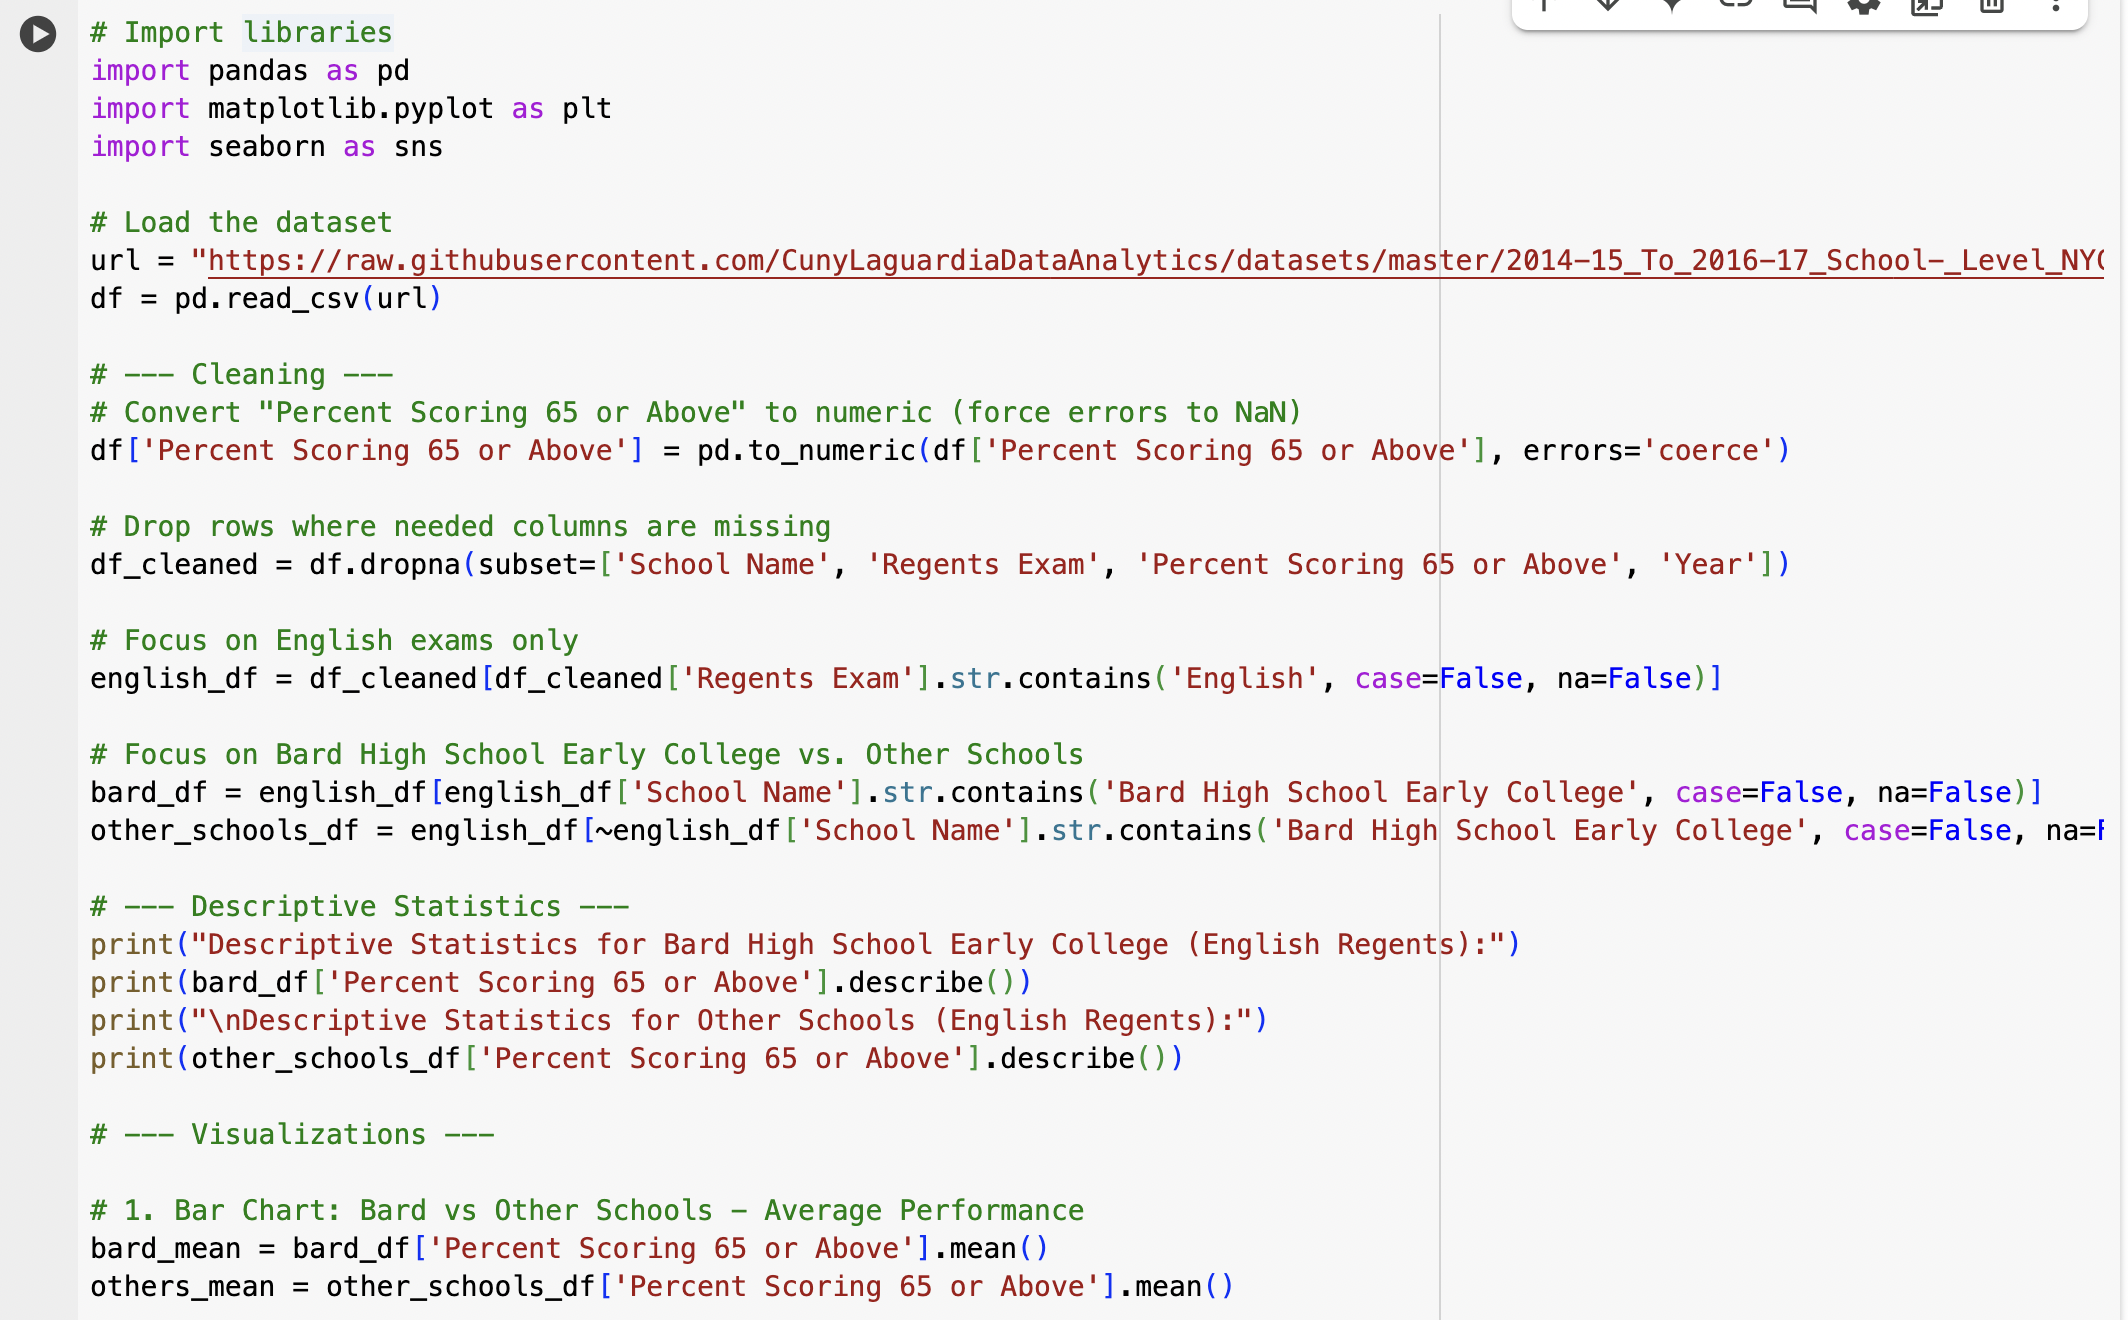 # Import libraries
import pandas as pd
import matplotlib.pyplot as plt
import seaborn as sns
# Load the dataset
url = "https://raw.githubusercontent.com/CunyLaguardiaDataAnalytics/datasets/master/2014-15_To_2016-17_School-_Level_NYC
df = pd.read_csv(url)
# --- Cleaning ---
# Convert "Percent Scoring 65 or Above" to numeric (force errors to NaN)
df['Percent Scoring 65 or Above'] = pd.to_numeric(df['Percent Scoring 65 or Above'], errors='coerce')
# Drop rows where needed columns are missing
df_cleaned = df.dropna(subset=['School Name', 'Regents Exam', 'Percent Scoring 65 or Above', 'Year'])
# Focus on English exams only
english_df = df_cleaned[df_cleaned['Regents Exam'].str.contains('English', case=False, na=False)]
# Focus on Bard High School Early College vs. Other Schools
bard_df = english_df[english_df['School Name'].str.contains('Bard High School Early College', case=False, na=False)]
other_schools_df = english_df[~english_df['School Name'].str.contains('Bard High School Early College', case=False, na=
# --- Descriptive Statistics ---
print("Descriptive Statistics for Bard High School Early College (English Regents):")
print(bard_df['Percent Scoring 65 or Above'].describe())
print("\nDescriptive Statistics for Other Schools (English Regents):")
print(other_schools_df['Percent Scoring 65 or Above'].describe())
# --- Visualizations ---
# 1. Bar Chart: Bard vs Other Schools - Average Performance
bard_mean = bard_df['Percent Scoring 65 or Above'].mean()
others_mean = other_schools_df['Percent Scoring 65 or Above'].mean()